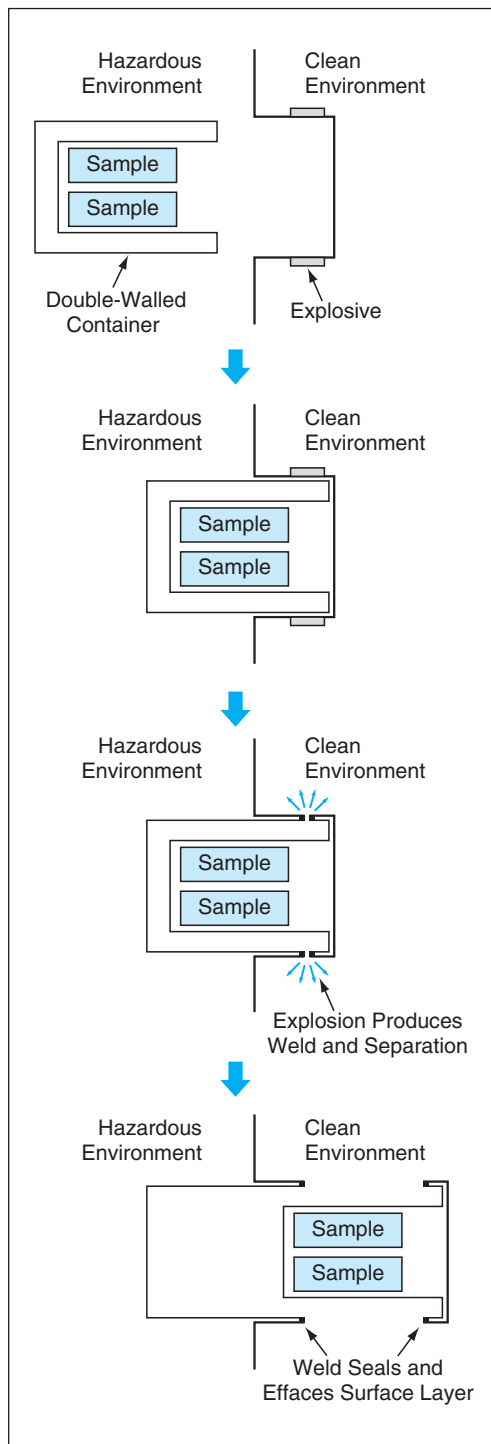 Hazardous
Environment
Clean
Environment
Sample
Sample
Double-Walled
Container
Explosive
Hazardous
Environment
Clean
Environment
Sample
Sample
Hazardous
Environment
Clean
Environment
Sample
Sample
Explosion Produces
Weld and Separation
Hazardous
Environment
Clean
Environment
Sample
Sample
Weld Seals and
Effaces Surface Layer